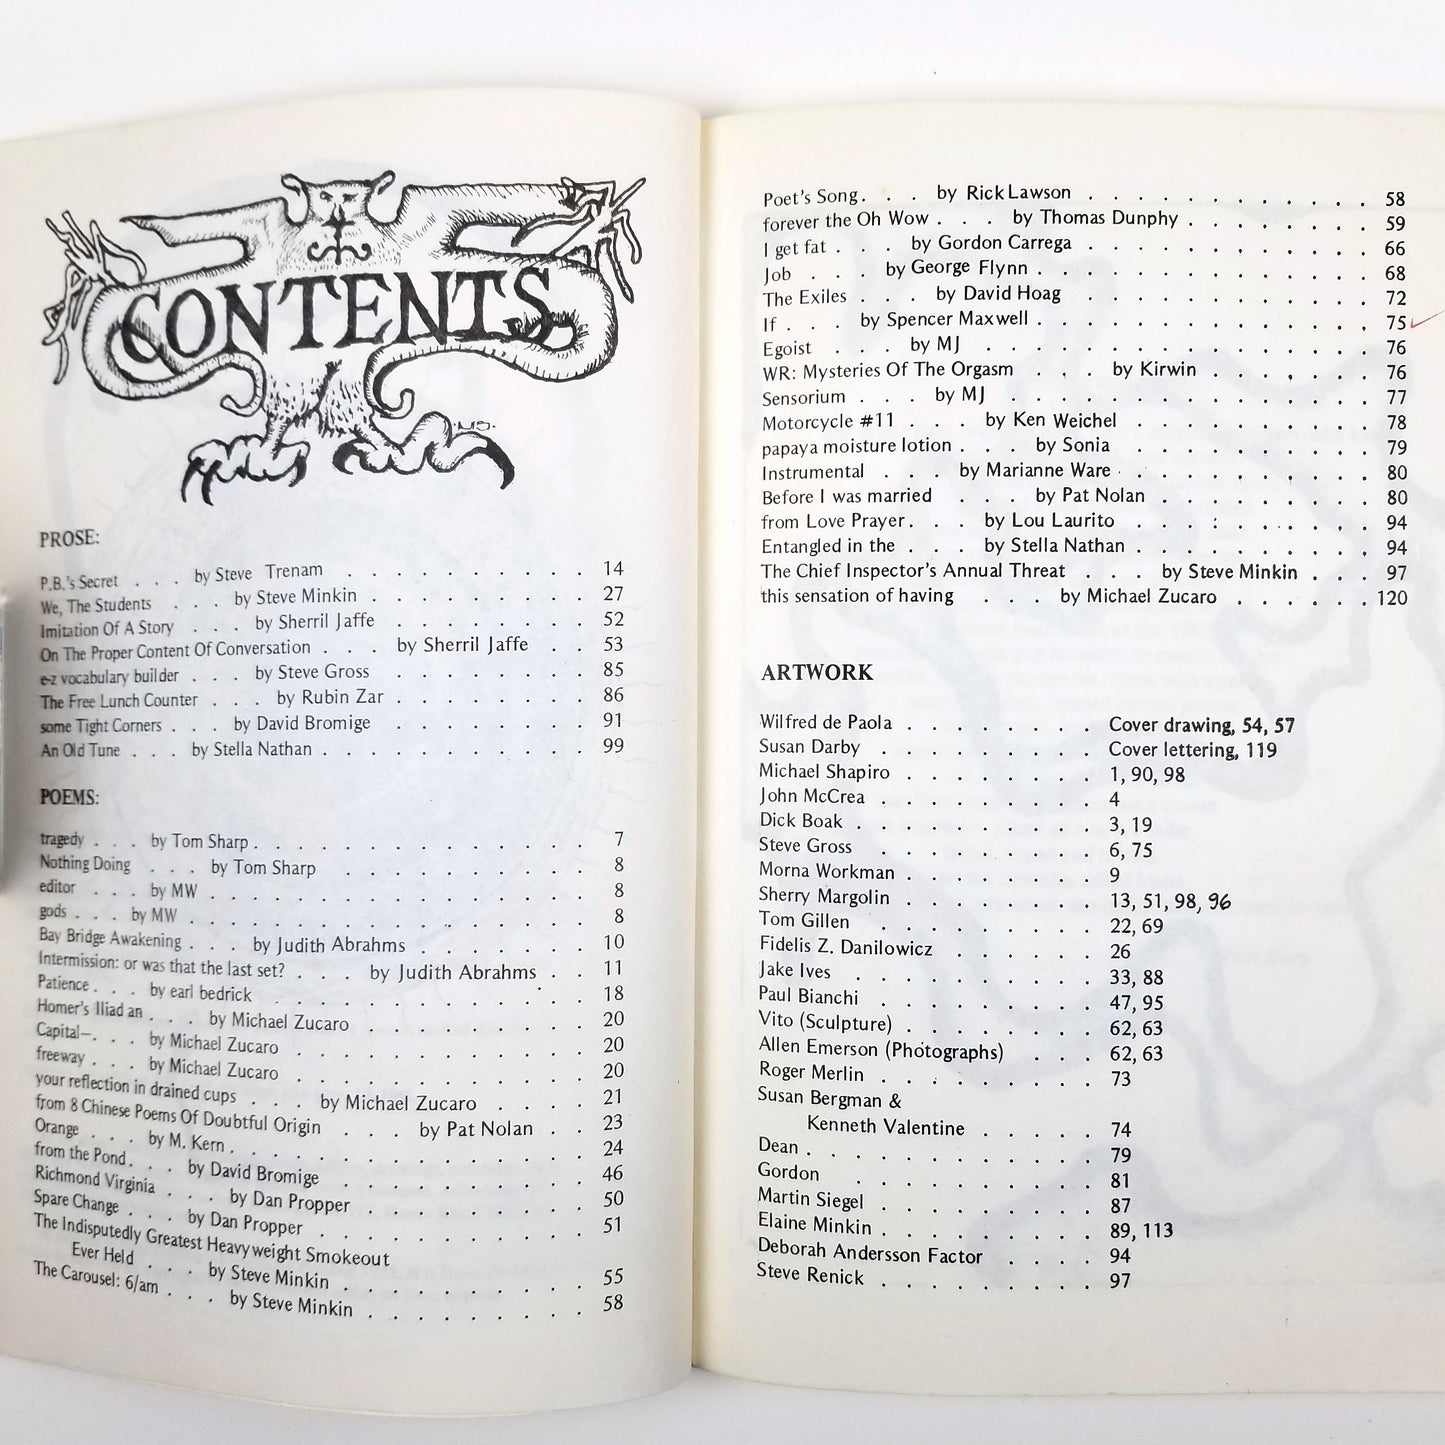 CONTENTS
MS.
PROSE:
P.B.'s Secret . . . by Steve Trenam . . . . . . . . . . 14
We, The Students . . . by Steve Minkin . . . . . . . . . 27
Imitation Of A Story . . . by Sherril Jaffe . . . . . . . . 52
On The Proper Content Of Conversation . . . by Sherril Jaffe . . 53
e-z vocabulary builder . . . by Steve Gross . . . . . . . . 85
The Free Lunch Counter . . . by Rubin Zar . . . . . . . . 86
some Tight Corners . . . by David Bromige . . . . . . . . 91
An Old Tune . . . by Stella Nathan . . . . . . . . . . . 99
POEMS:
tragedy . . . by Tom Sharp . . . . . . . . . . . . . 7
Nothing Doing . . . by Tom Sharp . . . . . . . . . . 8
editor . . . by MW . . . . . . . . . . . . . . . 8
gods . . . by MW . . . . . . . . . . . . . . . . 8
Bay Bridge Awakening . . . by Judith Abrahms . . . . . . . 10
Intermission: or was that the last set? . . . by Judith Abrahms . . 11
Patience . . . by earl bedrick . . . . . . . . . . . . 18
Homer's Iliad an . . . by Michael Zucaro . . . . . . . . . 20
Capital—. . . by Michael Zucaro . . . . . . . . . . . 20
freeway . . . by Michael Zucaro . . . . . . . . . . . 20
your reflection in drained cups . . . by Michael Zucaro . . . . 21
from 8 Chinese Poems Of Doubtful Origin . . . by Pat Nolan . . 23
Orange . . . by M. Kern . . . . . . . . . . . . . . 24
from the Pond. . . by David Bromige . . . . . . . . . . 46
Richmond Virginia . . . by Dan Propper . . . . . . . . . 50
Spare Change . . . by Dan Propper . . . . . . . . . . . 51
The Indisputedly Greatest Heavyweight Smokeout
Ever Held . . . by Steve Minkin . . . . . . . . . . 55
The Carousel: 6/am . . . by Steve Minkin . . . . . . . . . 58
Poet's Song. . . by Rick Lawson . . . . . . . . . . . . 58
forever the Oh Wow . . . by Thomas Dunphy . . . . . . . . 59
I get fat . . . by Gordon Carrega . . . . . . . . . . . . 66
Job . . . by George Flynn . . . . . . . . . . . . . . 68
The Exiles . . . by David Hoag . . . . . . . . . . . . 72
If . . . by Spencer Maxwell . . . . . . . . . . . . . . 75
Egoist . . . by MJ . . . . . . . . . . . . . . . . 76
WR: Mysteries Of The Orgasm . . . by Kirwin . . . . . . . 76
Sensorium . . . by MJ . . . . . . . . . . . . . . . 77
Motorcycle #11 . . . by Ken Weichel . . . . . . . . . . 78
papaya moisture lotion . . . by Sonia . . . . . . . . . . 79
Instrumental . . . by Marianne Ware . . . . . . . . . . 80
Before I was married . . . by Pat Nolan . . . . . . . . . 80
from Love Prayer. . . by Lou Laurito . . . . . . . . . . 94
Entangled in the . . . by Stella Nathan . . . . . . . . . . 94
The Chief Inspector's Annual Threat . . . by Steve Minkin . . . 97
this sensation of having . . . by Michael Zucaro . . . . . . 120
ARTWORK
Wilfred de Paola . . . . . . . . Cover drawing, 54, 57
Susan Darby . . . . . . . . . Cover lettering, 119
Michael Shapiro . . . . . . . . 1, 90, 98
John McCrea . . . . . . . . . 4
Dick Boak . . . . . . . . . . 3, 19
Steve Gross . . . . . . . . . 6, 75
Morna Workman . . . . . . . . 9
Sherry Margolin . . . . . . . . 13, 51, 98, 96
Tom Gillen . . . . . . . . . 22, 69
Fidelis Z. Danilowicz . . . . . . 26
Jake Ives . . . . . . . . . . 33, 88
Paul Bianchi . . . . . . . . . 47, 95
Vito (Sculpture) . . . . . . . . 62, 63
Allen Emerson (Photographs) . . . 62, 63
Roger Merlin . . . . . . . . . 73
Susan Bergman &
Kenneth Valentine . . . . . 74
Dean . . . . . . . . . . . . 79
Gordon . . . . . . . . . . 81
Martin Siegel . . . . . . . . . 87
Elaine Minkin . . . . . . . . . 89, 113
Deborah Andersson Factor . . . . 94
Steve Renick . . . . . . . . . 97